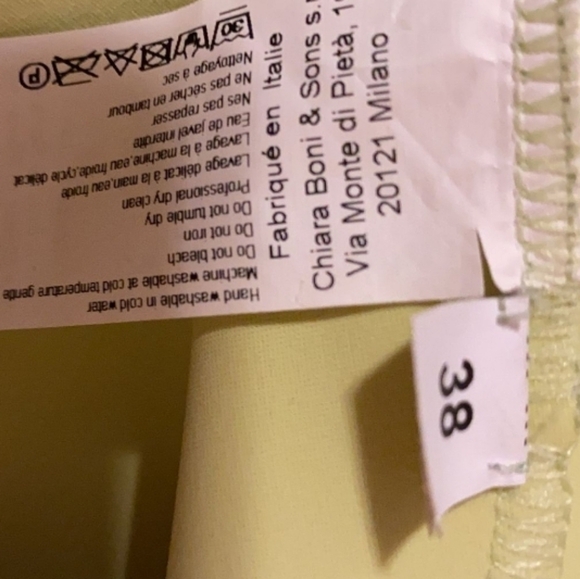 Hand washable in cold water
Machine washable at cold temperature gentle
Do not bleach
Do not iron
Do not tumble dry
Professional dry clean
Lavage délicat à la main,eau froide
Lavage à la machine,eau froide,cycle délicat
Eau de javel interdite
Nes pas repasser
Ne pas sécher en tambour
Nettoyage à sec
30
P
Fabriqué en Italie
Chiara Boni & Sons s.r
Via Monte di Pietà, 1
20121 Milano
38